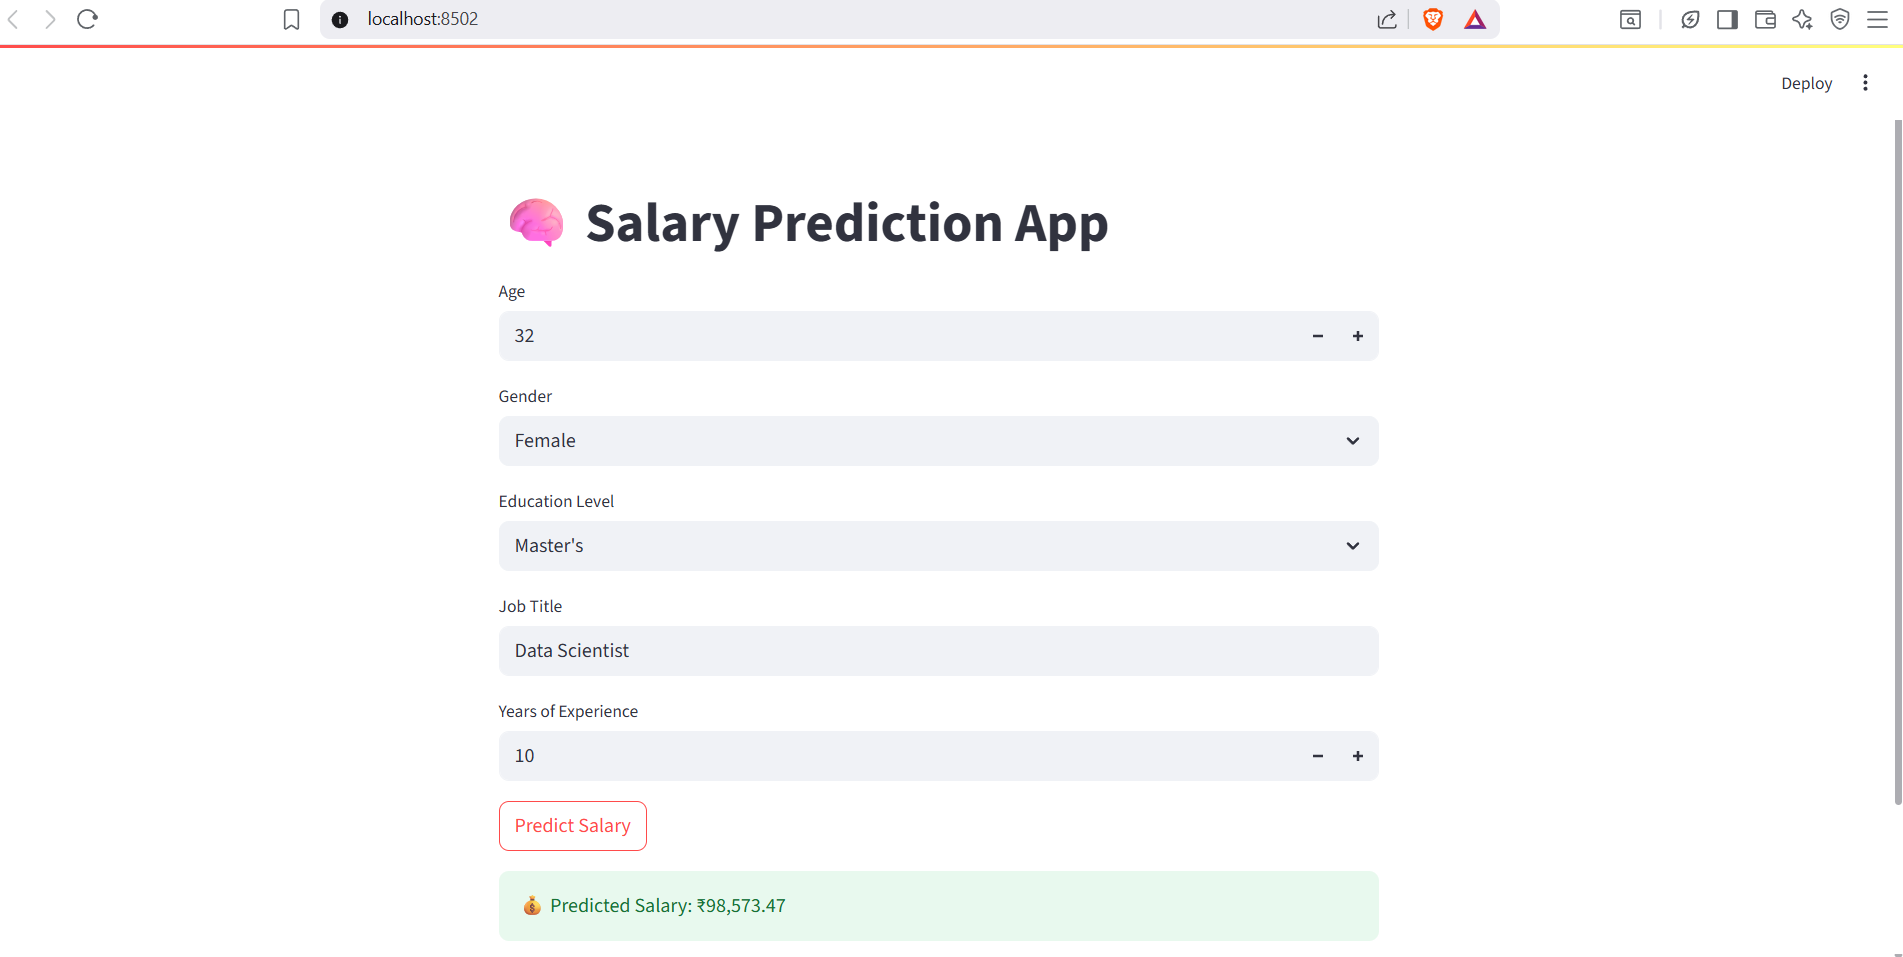 localhost:8502
Deploy
Salary Prediction App
Age
32
Gender
Female
Education Level
Master's
Job Title
Data Scientist
Years of Experience
10
Predict Salary
Predicted Salary: ₹98,573.47